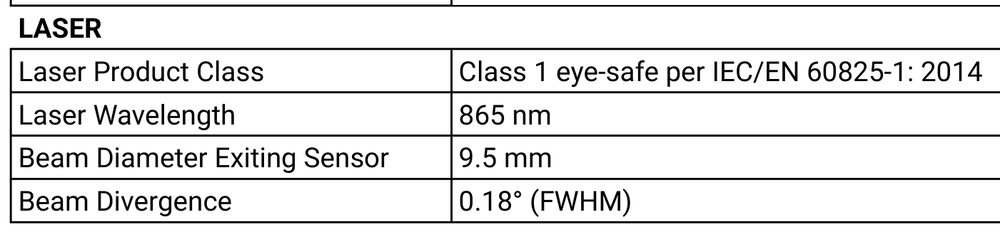 LASER
Laser Product Class Class 1 eye-safe per IEC/EN 60825-1: 2014
Laser Wavelength 865 nm
Beam Diameter Exiting Sensor 9.5 mm
Beam Divergence 0.18° (FWHM)